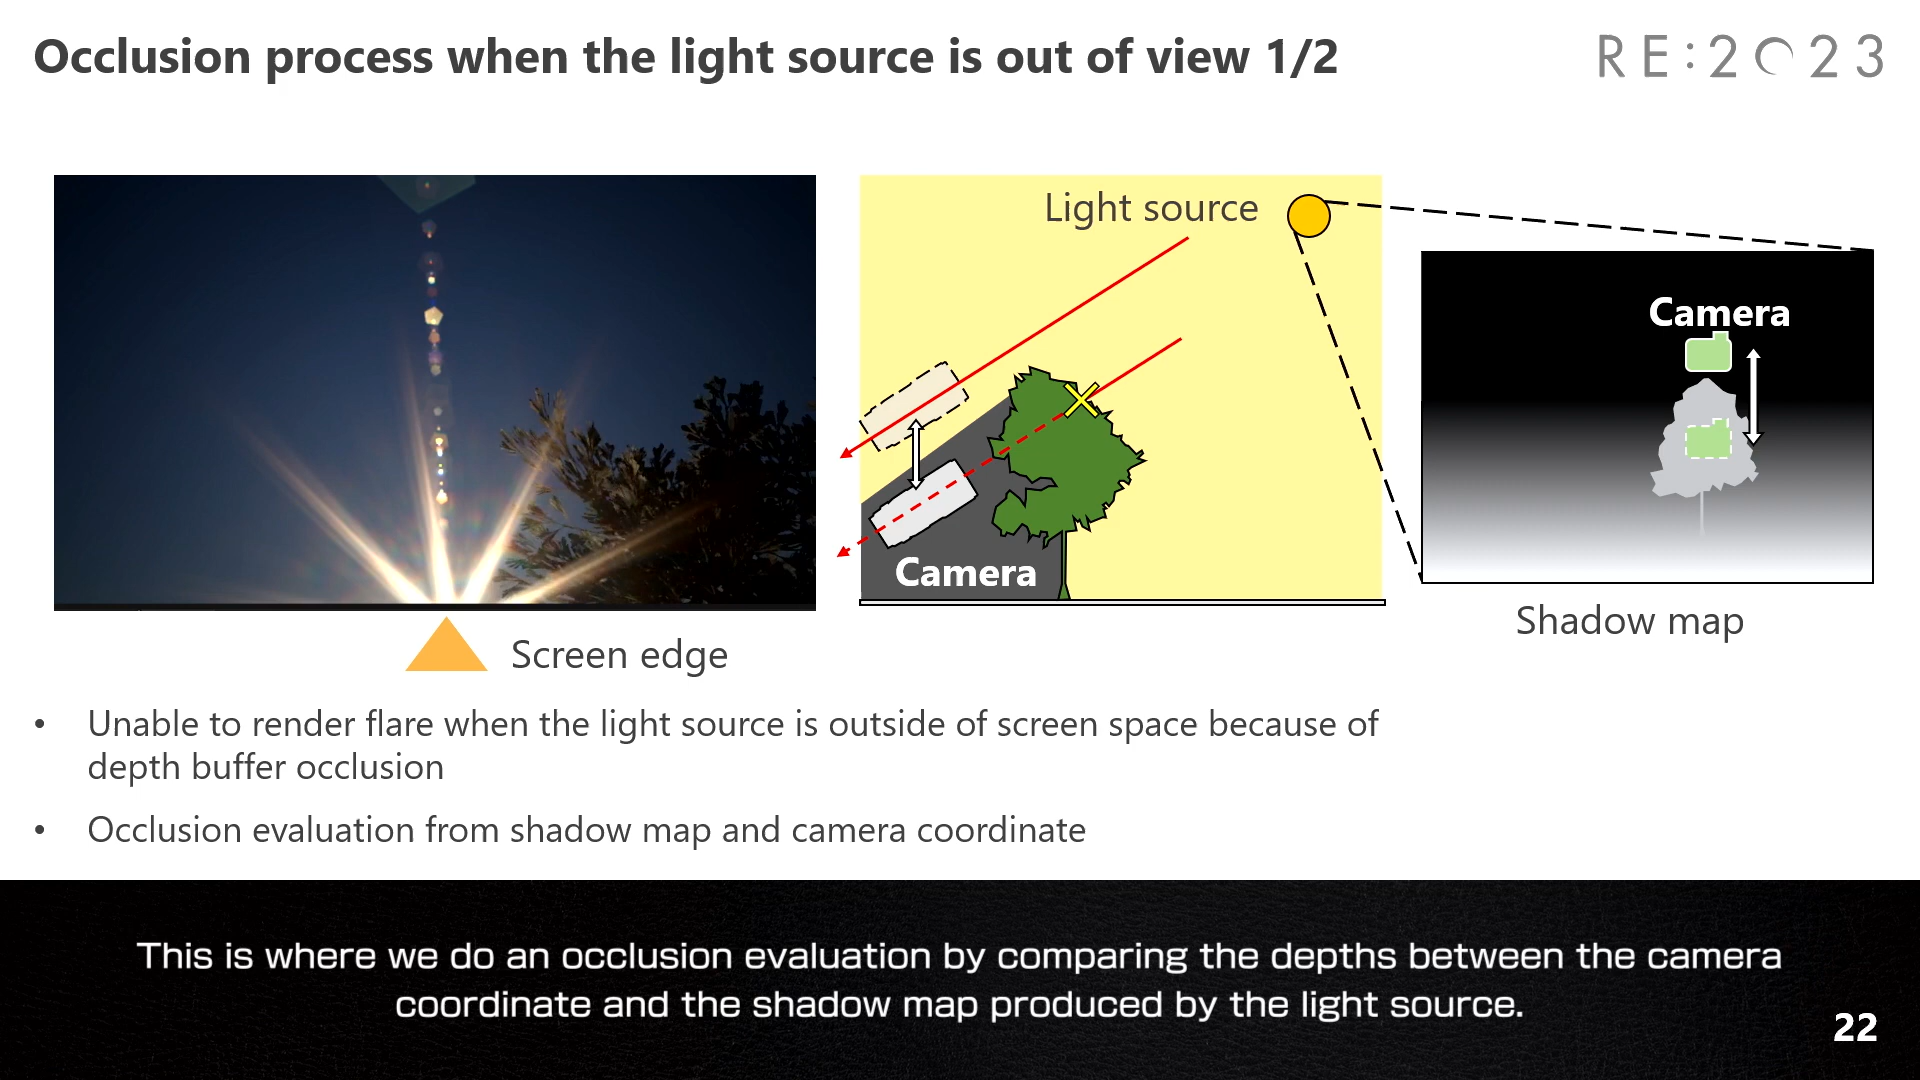 Occlusion process when the light source is out of view 1/2
RE:2023
Light source
Camera
Camera
Shadow map
Screen edge
• Unable to render flare when the light source is outside of screen space because of
depth buffer occlusion
• Occlusion evaluation from shadow map and camera coordinate
This is where we do an occlusion evaluation by comparing the depths between the camera
coordinate and the shadow map produced by the light source.
22